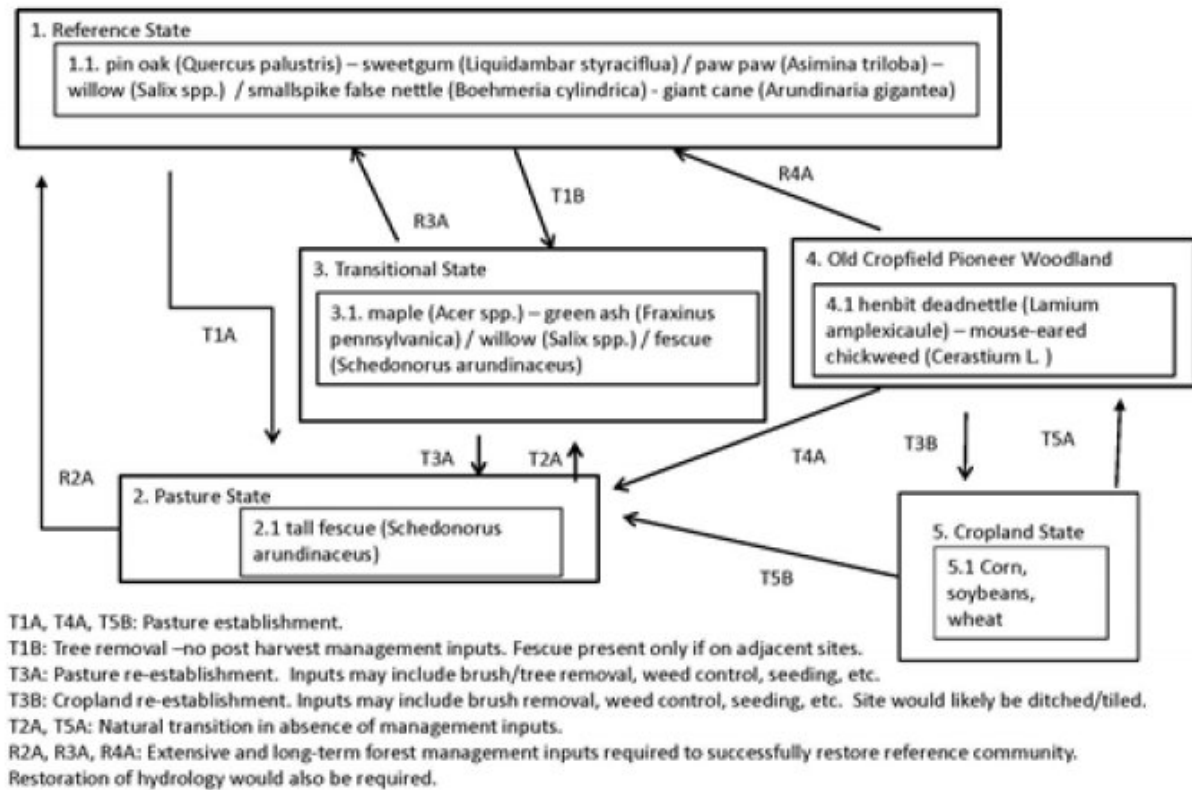 1. Reference State
1.1. pin oak (Quercus palustris) – sweetgum (Liquidambar styraciflua) / paw paw (Asimina triloba) –
willow (Salix spp.) / smallspike false nettle (Boehmeria cylindrica) - giant cane (Arundinaria gigantea)
R4A
T1B
R3A
3. Transitional State
3.1. maple (Acer spp.) – green ash (Fraxinus
pennsylvanica) / willow (Salix spp.) / fescue
(Schedonorus arundinaceus)
4. Old Cropfield Pioneer Woodland
4.1 henbit deadnettle (Lamium
amplexicaule) – mouse-eared
chickweed (Cerastium L. )
T1A
T3A
T2A
T4A
T3B
T5A
R2A
2. Pasture State
2.1 tall fescue (Schedonorus
arundinaceus)
5. Cropland State
5.1 Corn,
soybeans,
wheat
T5B
T1A, T4A, T5B: Pasture establishment.
T1B: Tree removal –no post harvest management inputs. Fescue present only if on adjacent sites.
T3A: Pasture re-establishment. Inputs may include brush/tree removal, weed control, seeding, etc.
T3B: Cropland re-establishment. Inputs may include brush removal, weed control, seeding, etc. Site would likely be ditched/tiled.
T2A, T5A: Natural transition in absence of management inputs.
R2A, R3A, R4A: Extensive and long-term forest management inputs required to successfully restore reference community.
Restoration of hydrology would also be required.